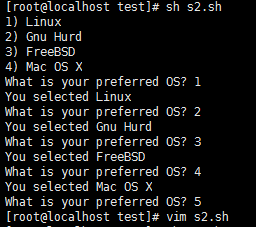 [root@localhost test]# sh s2.sh
1) Linux
2) Gnu Hurd
3) FreeBSD
4) Mac OS X
What is your preferred OS? 1
You selected Linux
What is your preferred OS? 2
You selected Gnu Hurd
What is your preferred OS? 3
You selected FreeBSD
What is your preferred OS? 4
You selected Mac OS X
What is your preferred OS? 5
[root@localhost test]# vim s2.sh